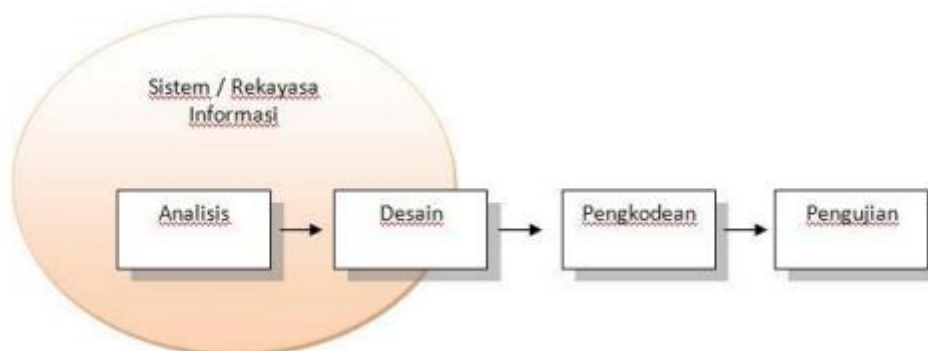 Sistem / Rekayasa
Informasi
Analisis
Desain
Pengkodean
Pengujian